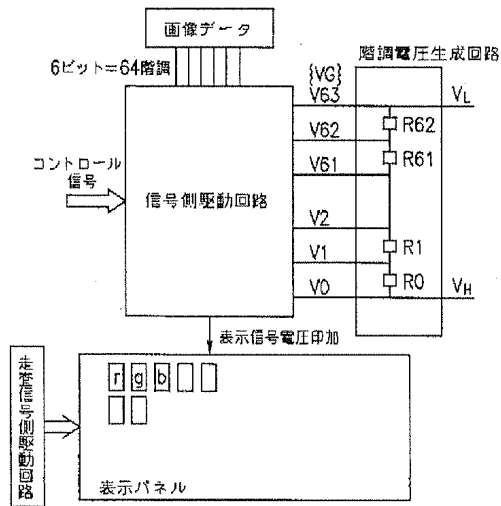 画像データ
6ビット=64階調
階調電圧生成回路
{VG}
V63
VL
R62
V62
R61
V61
コントロール
信号
信号側駆動回路
V2
V1
R1
V0
R0
VH
表示信号電圧印加
走査信号側駆動回路
r g b
表示パネル